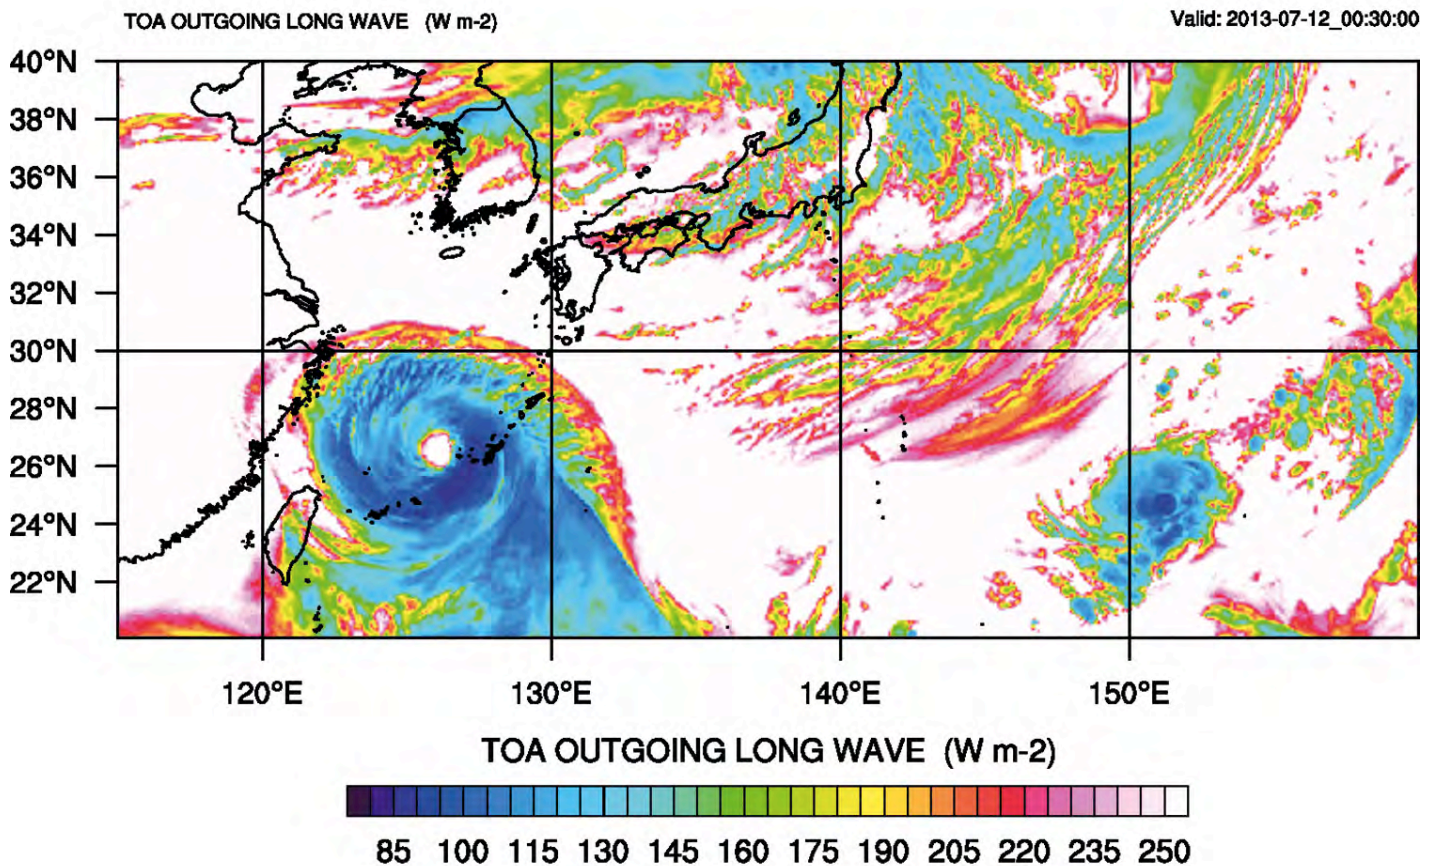 TOA OUTGOING LONG WAVE (W m-2) Valid: 2013-07-12_00:30:00
40°N
38°N
36°N
34°N
32°N
30°N
28°N
26°N
24°N
22°N
120°E 130°E 140°E 150°E
TOA OUTGOING LONG WAVE (W m-2)
85 100 115 130 145 160 175 190 205 220 235 250